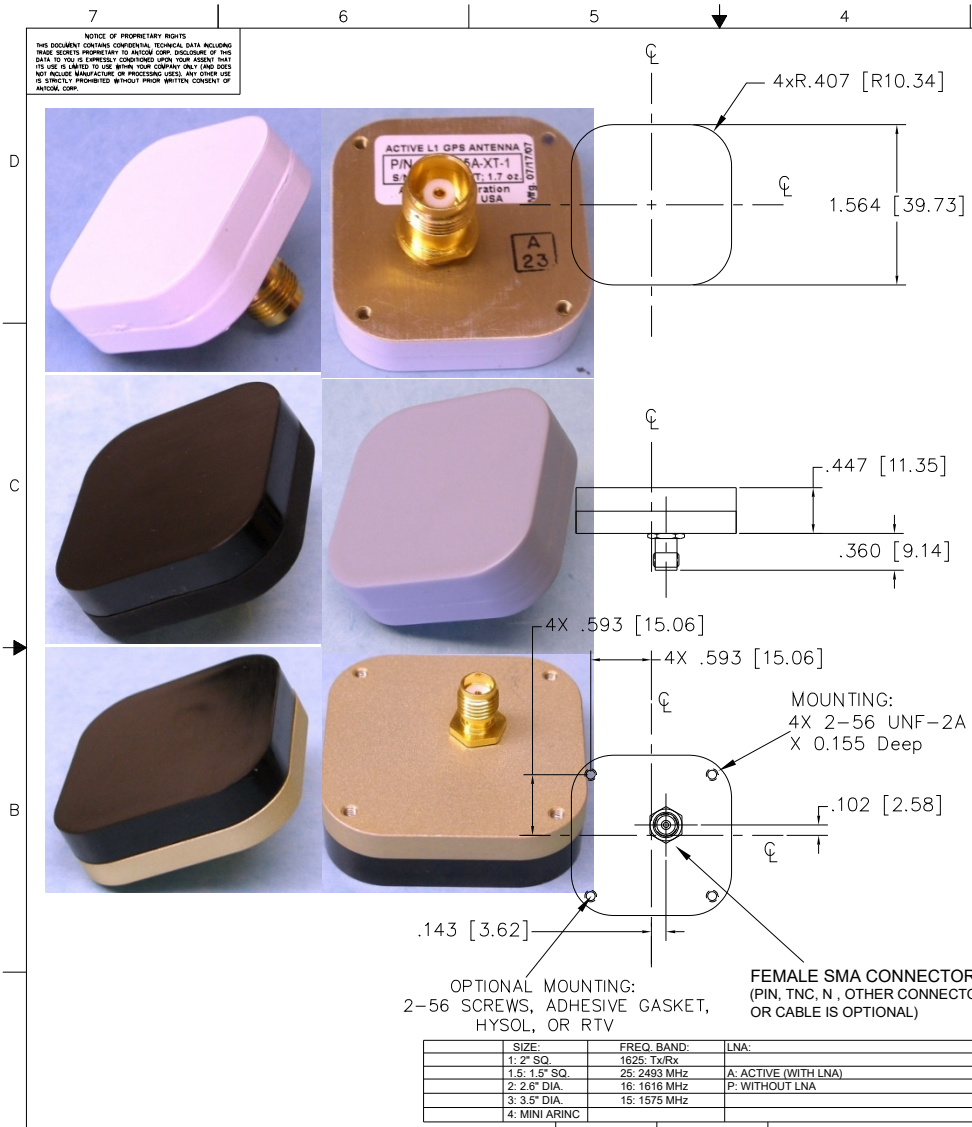 7 6 5 4
NOTICE OF PROPRIETARY RIGHTS
THIS DOCUMENT CONTAINS CONFIDENTIAL TECHNICAL DATA INCLUDING
TRADE SECRETS PROPRIETARY TO ANTCOM CORP. DISCLOSURE OF THIS
DATA TO YOU IS EXPRESSLY CONDITIONED UPON YOUR ASSENT THAT
ITS USE IS LIMITED TO USE WITHIN YOUR COMPANY ONLY (AND DOES
NOT INCLUDE MANUFACTURE OR PROCESSING USES). ANY OTHER USE
IS STRICTLY PROHIBITED WITHOUT PRIOR WRITTEN CONSENT OF
ANTCOM, CORP.
D
C
B
ACTIVE L1 GPS ANTENNA
P/N 5A-XT-1
S/N T; 1.7 oz.
A ration
USA
Mfg. 07/17/07
A
23
℄
4xR.407 [R10.34]
℄
1.564 [39.73]
℄
.447 [11.35]
.360 [9.14]
4X .593 [15.06]
4X .593 [15.06]
℄
MOUNTING:
4X 2-56 UNF-2A
X 0.155 Deep
.102 [2.58]
℄
.143 [3.62]
OPTIONAL MOUNTING:
2-56 SCREWS, ADHESIVE GASKET,
HYSOL, OR RTV
FEMALE SMA CONNECTOR
(PIN, TNC, N , OTHER CONNECTO
OR CABLE IS OPTIONAL)
SIZE: FREQ. BAND: LNA:
1: 2" SQ. 1625: Tx/Rx
1.5: 1.5" SQ. 25: 2493 MHz A: ACTIVE (WITH LNA)
2: 2.6" DIA. 16: 1616 MHz P: WITHOUT LNA
3: 3.5" DIA. 15: 1575 MHz
4: MINI ARINC